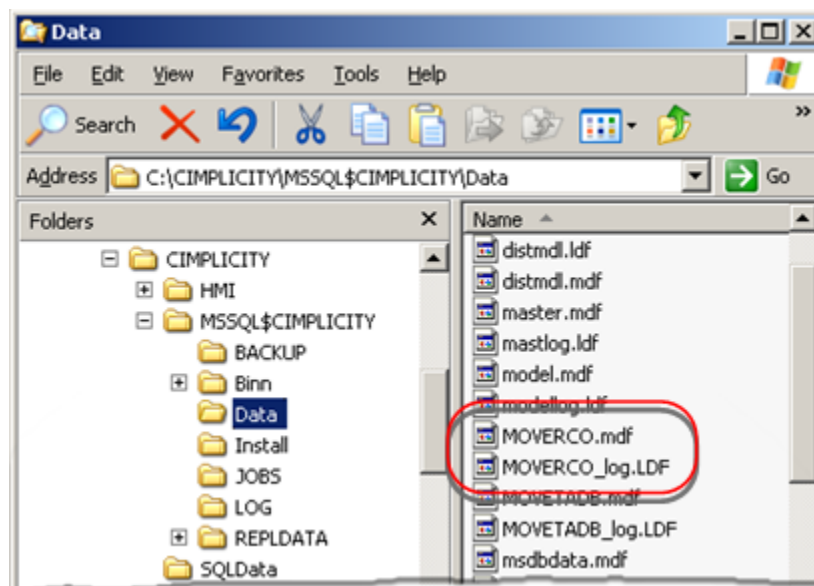 Data
File Edit View Favorites Tools Help
Search
Address C:\CIMPLICITY\MSSQL$CIMPLICITY\Data Go
Folders
CIMPLICITY
HMI
MSSQL$CIMPLICITY
BACKUP
Binn
Data
Install
JOBS
LOG
REPLDATA
SQLData
Name
distmdl.ldf
distmdl.mdf
master.mdf
mastlog.ldf
model.mdf
modellog.ldf
MOVERCO.mdf
MOVERCO_log.LDF
MOVETADB.mdf
MOVETADB_log.LDF
msdbdata.mdf